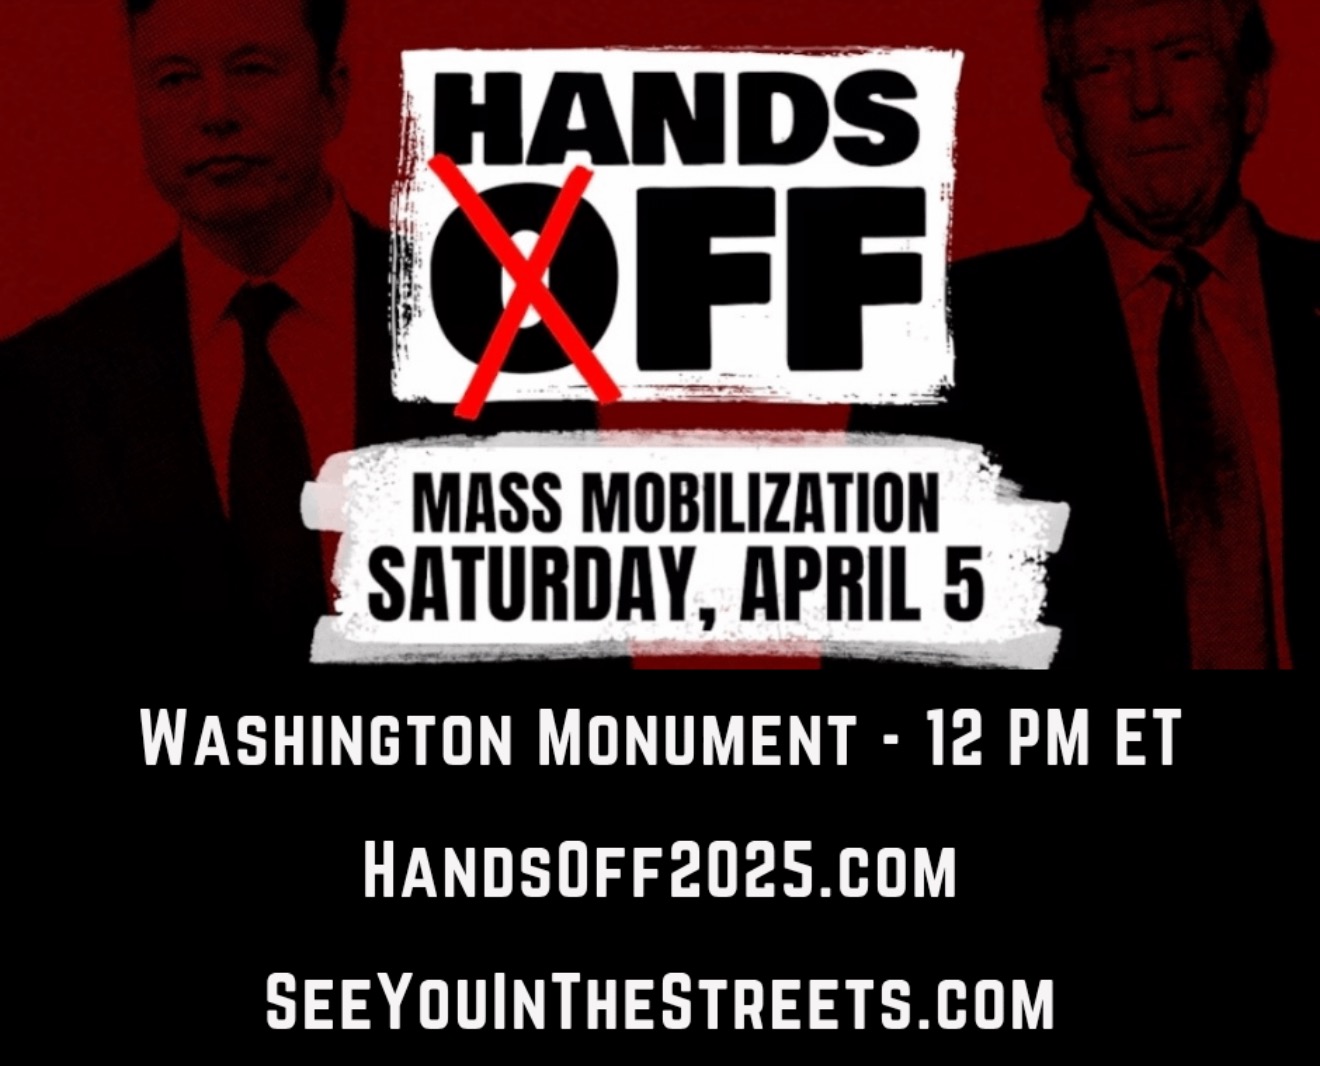 HANDS
OFF
MASS MOBILIZATION
SATURDAY, APRIL 5
WASHINGTON MONUMENT - 12 PM ET
HANDSOFF2025.COM
SEEYOUINTHESTREETS.COM